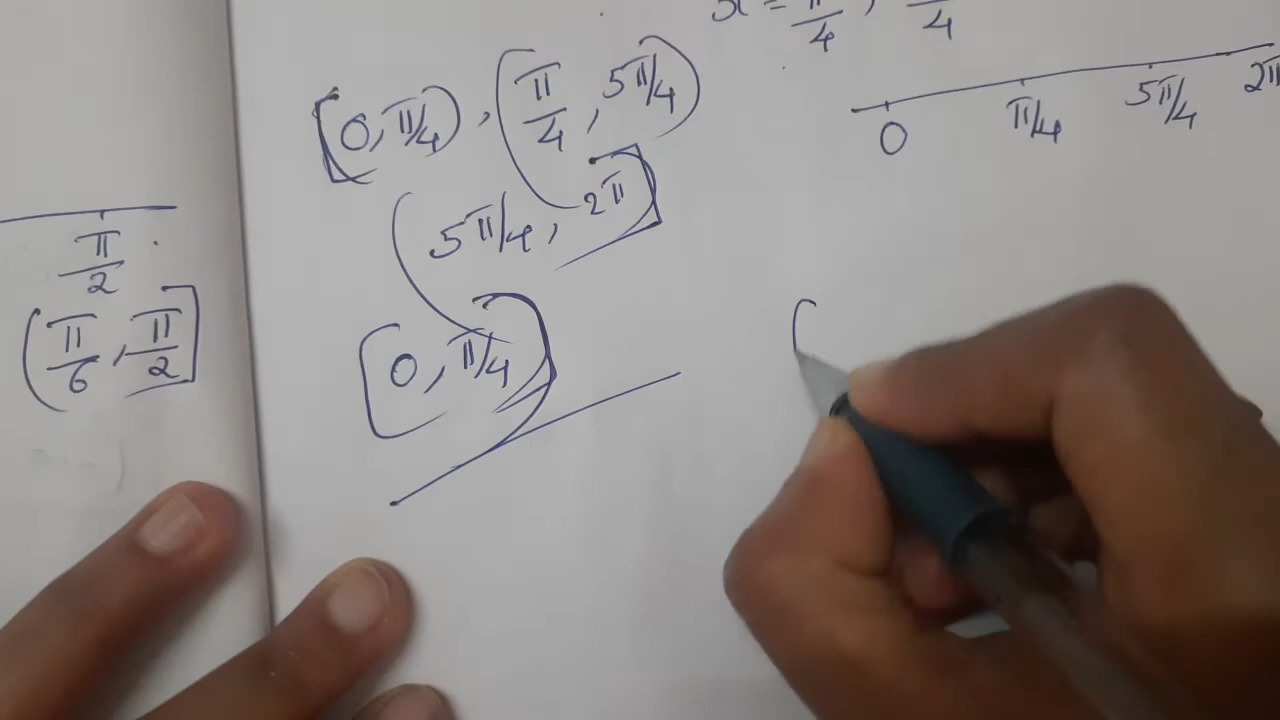 x = π/4, /4
[0, π/4), (π/4, 5π/4)
(5π/4, 2π]
[0, π/4)
0 π/4 5π/4 2π
π/2
(π/6, π/2]